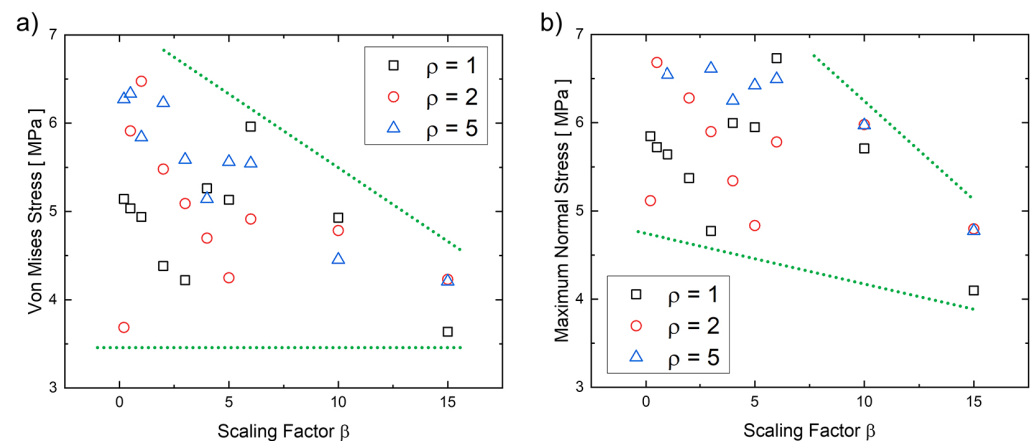 a)
Von Mises Stress [ MPa]
7
6
5
4
3
0
5
10
15
Scaling Factor β
ρ = 1
ρ = 2
ρ = 5
b)
Maximum Normal Stress [ MPa]
7
6
5
4
3
0
5
10
15
Scaling Factor β
ρ = 1
ρ = 2
ρ = 5